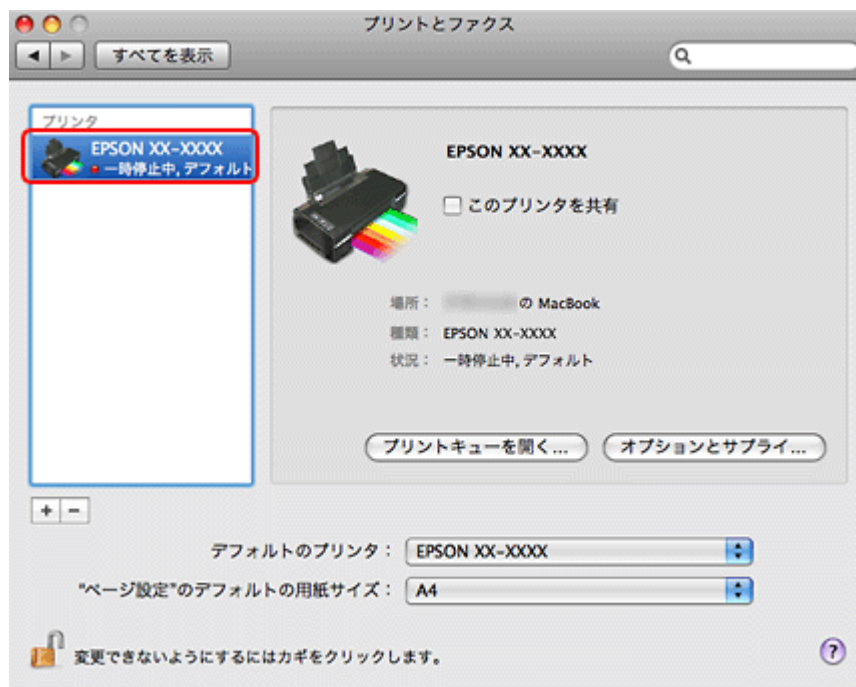 プリントとファクス
すべてを表示
プリンタ
EPSON XX-XXXX
一時停止中, デフォルト
EPSON XX-XXXX
このプリンタを共有
場所： の MacBook
種類： EPSON XX-XXXX
状況： 一時停止中, デフォルト
プリントキューを開く... オプションとサプライ...
+ −
デフォルトのプリンタ： EPSON XX-XXXX
"ページ設定"のデフォルトの用紙サイズ： A4
変更できないようにするにはカギをクリックします。 ?